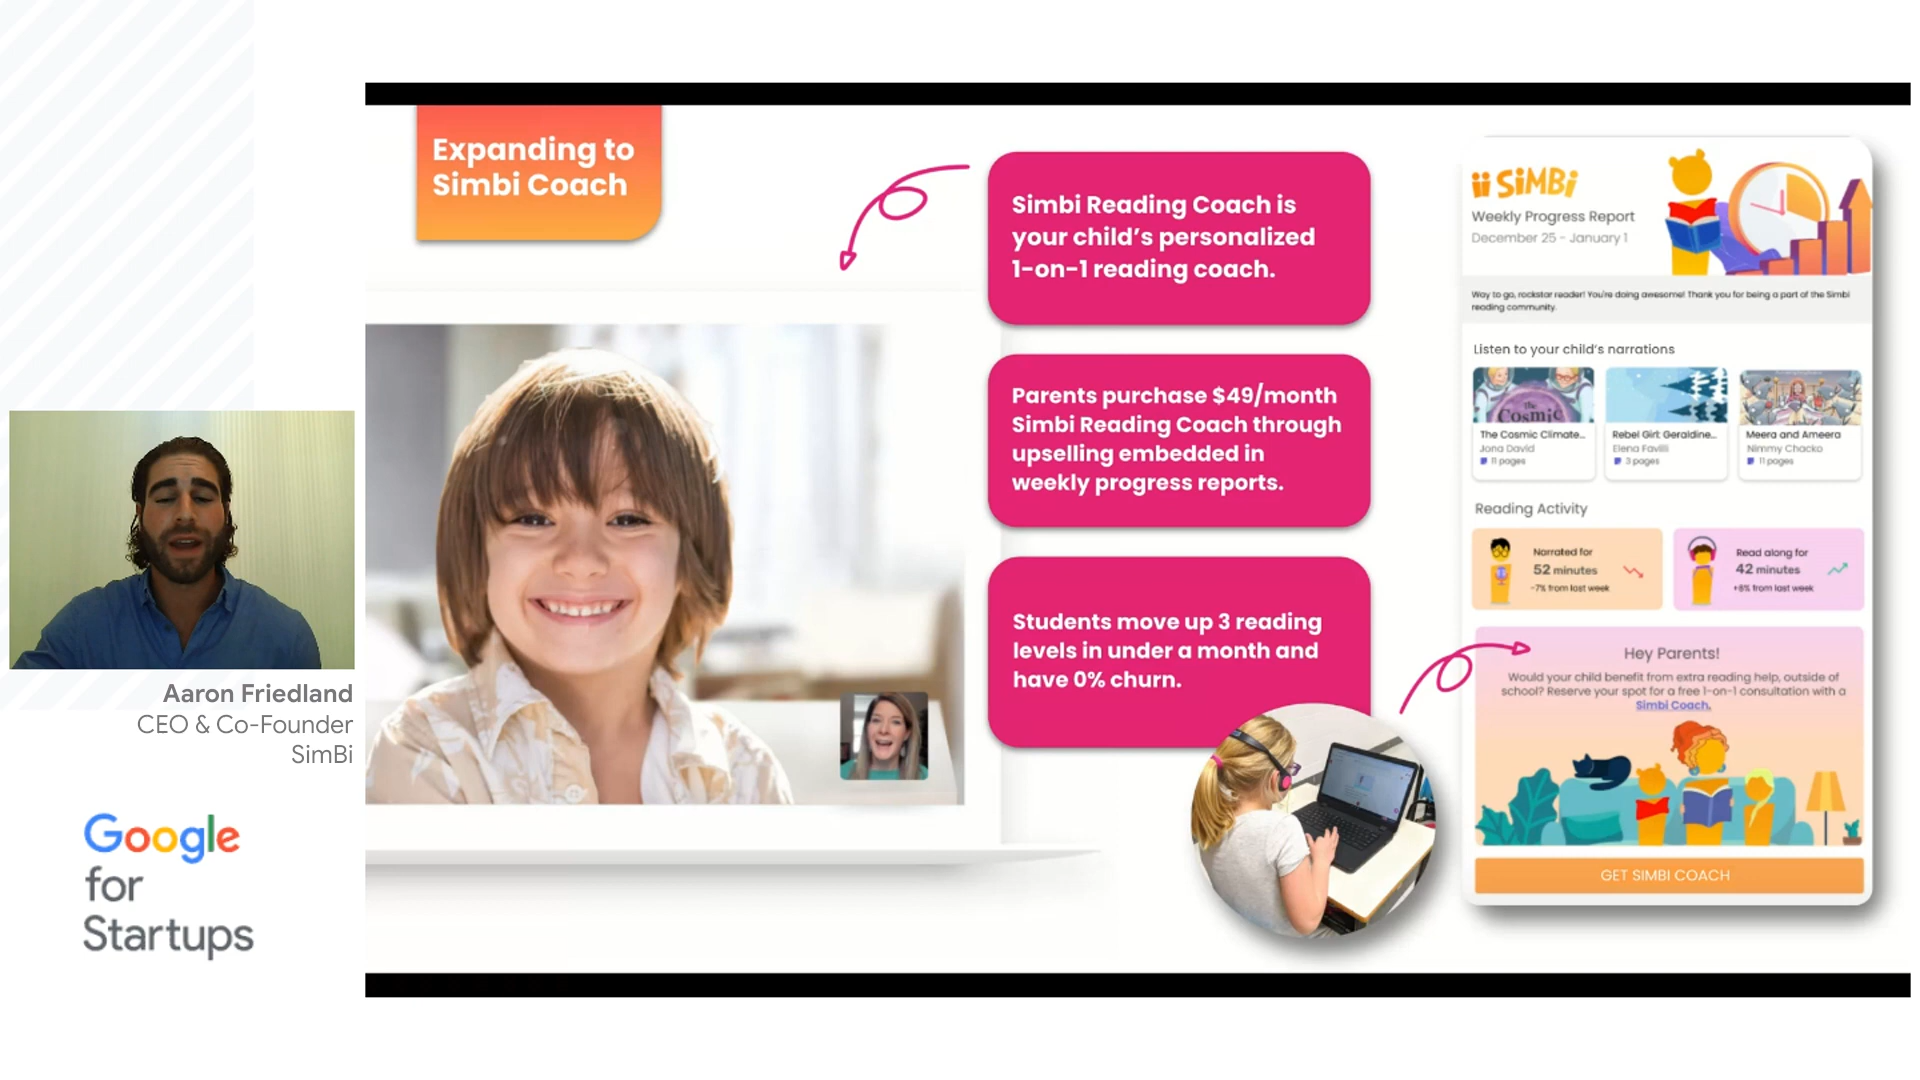 Expanding to
Simbi Coach
Simbi Reading Coach is
your child's personalized
1-on-1 reading coach.
Parents purchase $49/month
Simbi Reading Coach through
upselling embedded in
weekly progress reports.
Students move up 3 reading
levels in under a month and
have 0% churn.
SiMBi
Weekly Progress Report
December 25 - January 1
Way to go, rockstar reader! You're doing awesome! Thank you for being a part of the Simbi
reading community.
Listen to your child's narrations
The
Cosmic
The Cosmic Climate...
Jona David
11 pages
Rebel Girl: Geraldine...
Elena Favilli
3 pages
Meera and Ameera
Nimmy Chacko
11 pages
Reading Activity
Narrated for
52 minutes
-7% from last week
Read along for
42 minutes
+6% from last week
Hey Parents!
Would your child benefit from extra reading help, outside of
school? Reserve your spot for a free 1-on-1 consultation with a
Simbi Coach.
GET SIMBI COACH
Aaron Friedland
CEO & Co-Founder
SimBi
Google
for
Startups